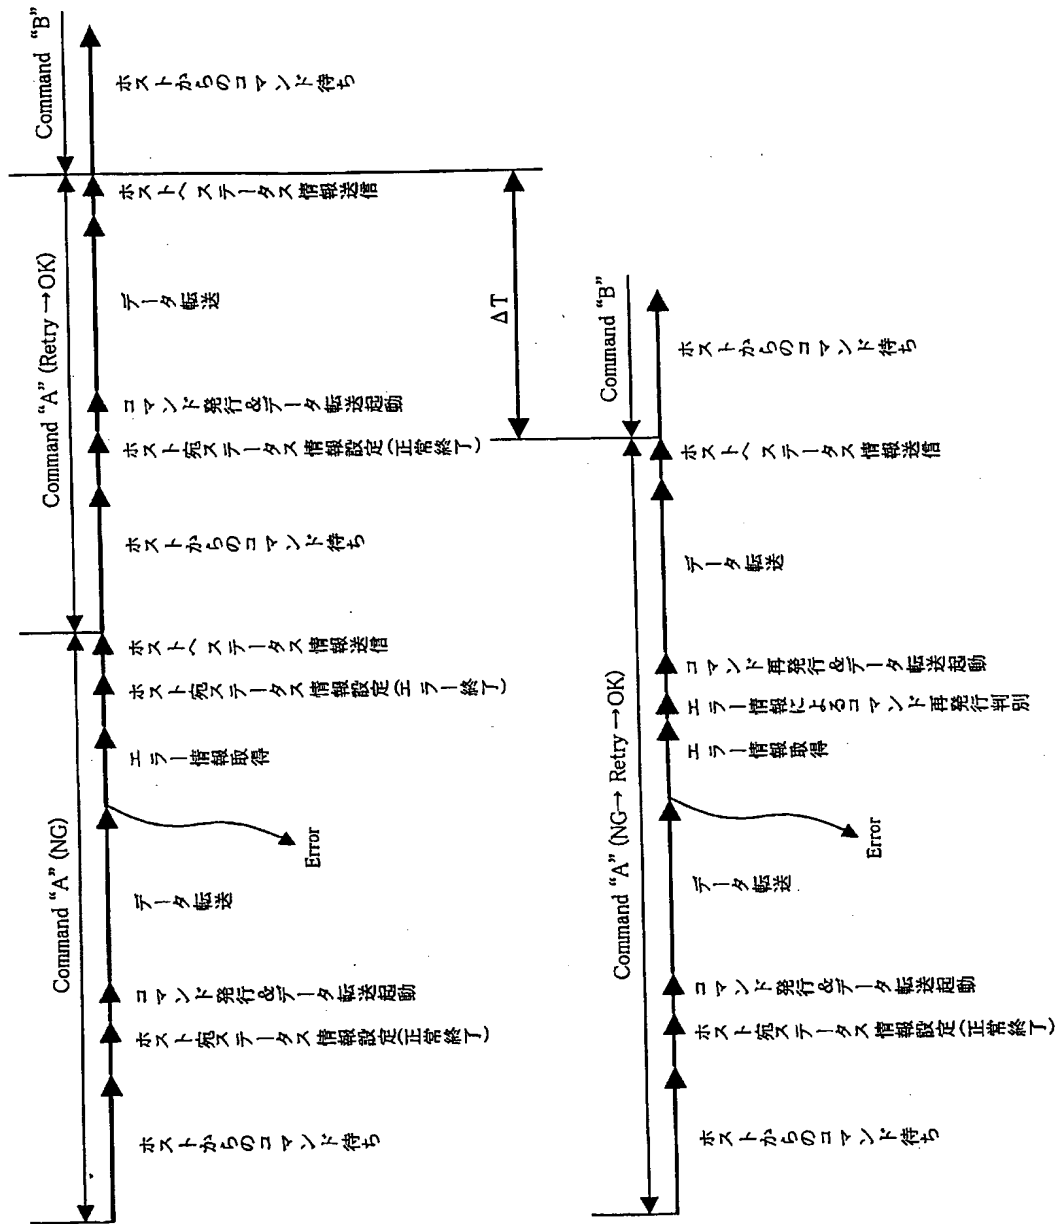 Command “A” (NG)
Command “A” (Retry →OK)
Command “B”
ホストからのコマンド待ち
ホスト宛ステータス情報設定(正常終了)
コマンド発行&データ転送起動
データ転送
Error
エラー情報取得
ホスト宛ステータス情報設定(エラー終了)
ホストへステータス情報送信
ホストからのコマンド待ち
ホスト宛ステータス情報設定(正常終了)
コマンド発行&データ転送起動
データ転送
ホストへステータス情報送信
ホストからのコマンド待ち
ΔT
Command “A” (NG→ Retry →OK)
Command “B”
ホストからのコマンド待ち
ホスト宛ステータス情報設定(正常終了)
コマンド発行&データ転送起動
データ転送
Error
エラー情報取得
エラー情報によるコマンド再発行判別
コマンド再発行&データ転送起動
データ転送
ホストへステータス情報送信
ホストからのコマンド待ち